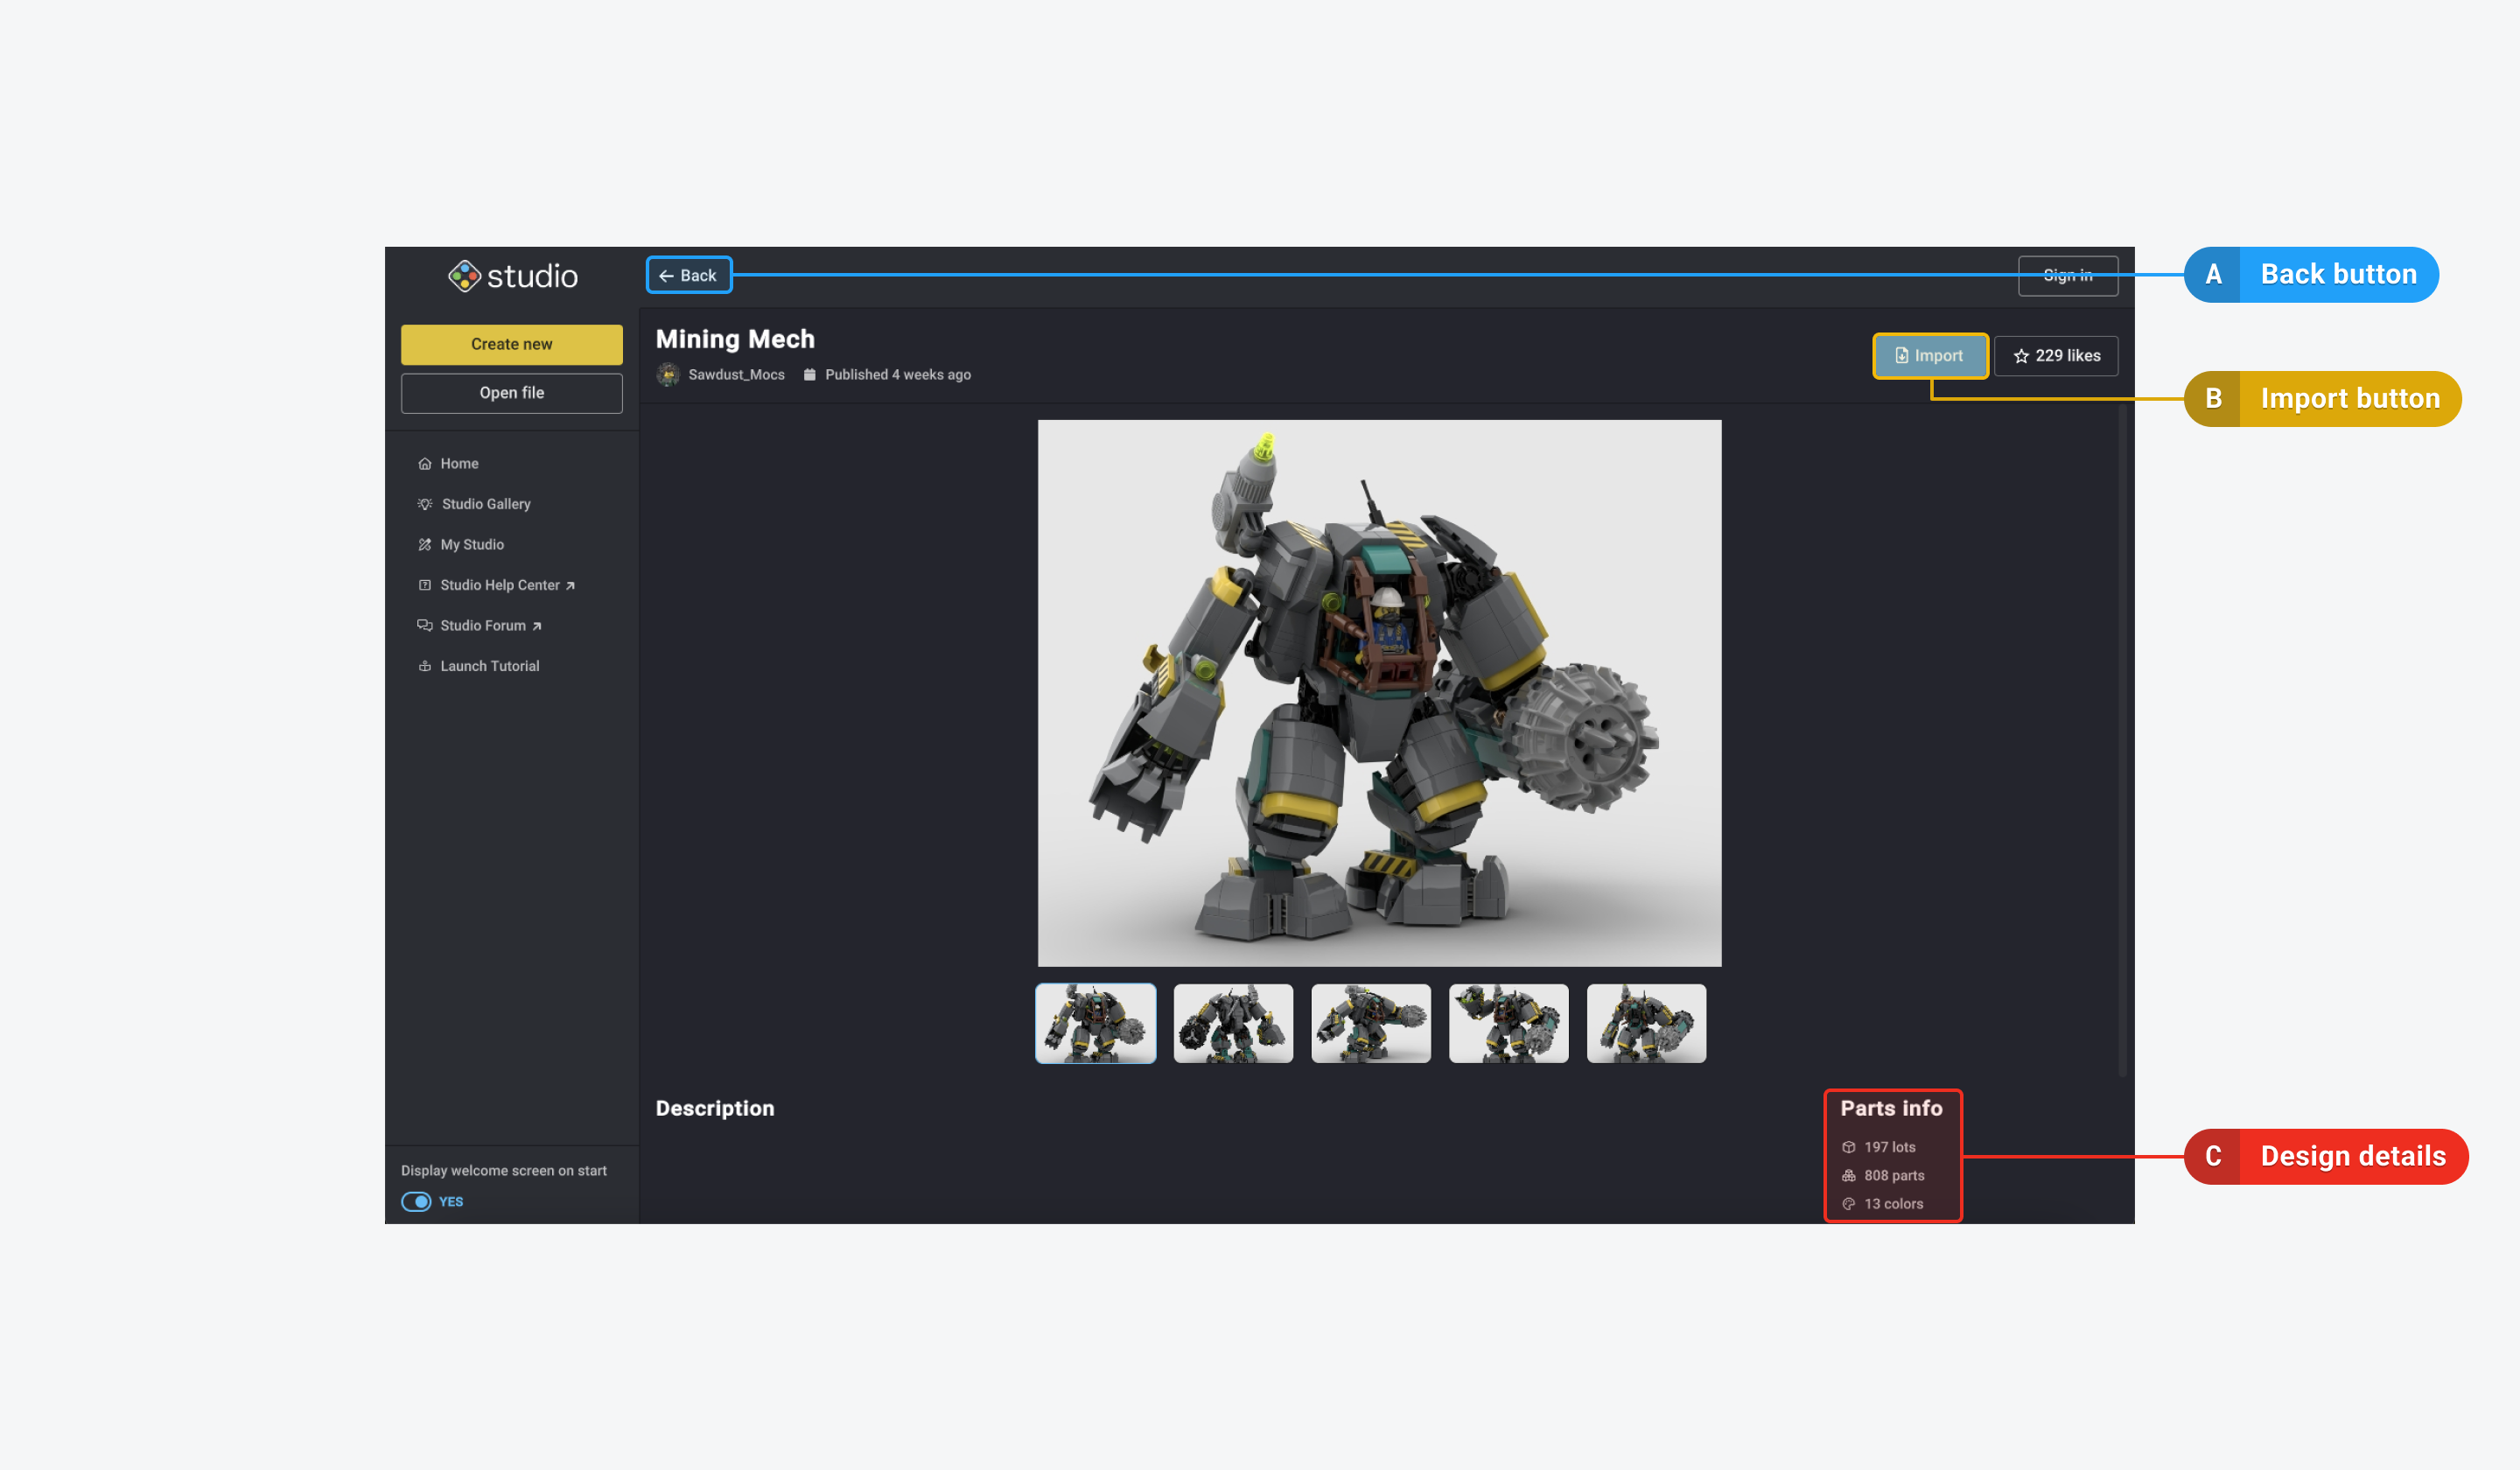 studio
Back
Sign in
A Back button
Create new
Open file
Mining Mech
Sawdust_Mocs Published 4 weeks ago
Import
229 likes
B Import button
Home
Studio Gallery
My Studio
Studio Help Center
Studio Forum
Launch Tutorial
Description
Parts info
197 lots
808 parts
13 colors
C Design details
Display welcome screen on start
YES